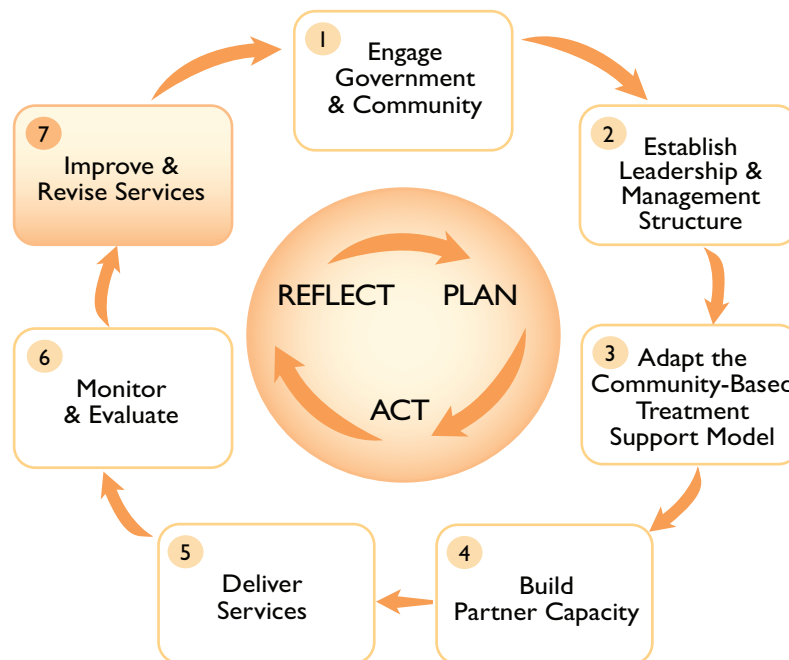 1
Engage
Government
& Community
2
Establish
Leadership &
Management
Structure
3
Adapt the
Community-Based
Treatment
Support Model
4
Build
Partner Capacity
5
Deliver
Services
6
Monitor
& Evaluate
7
Improve &
Revise Services
REFLECT
PLAN
ACT